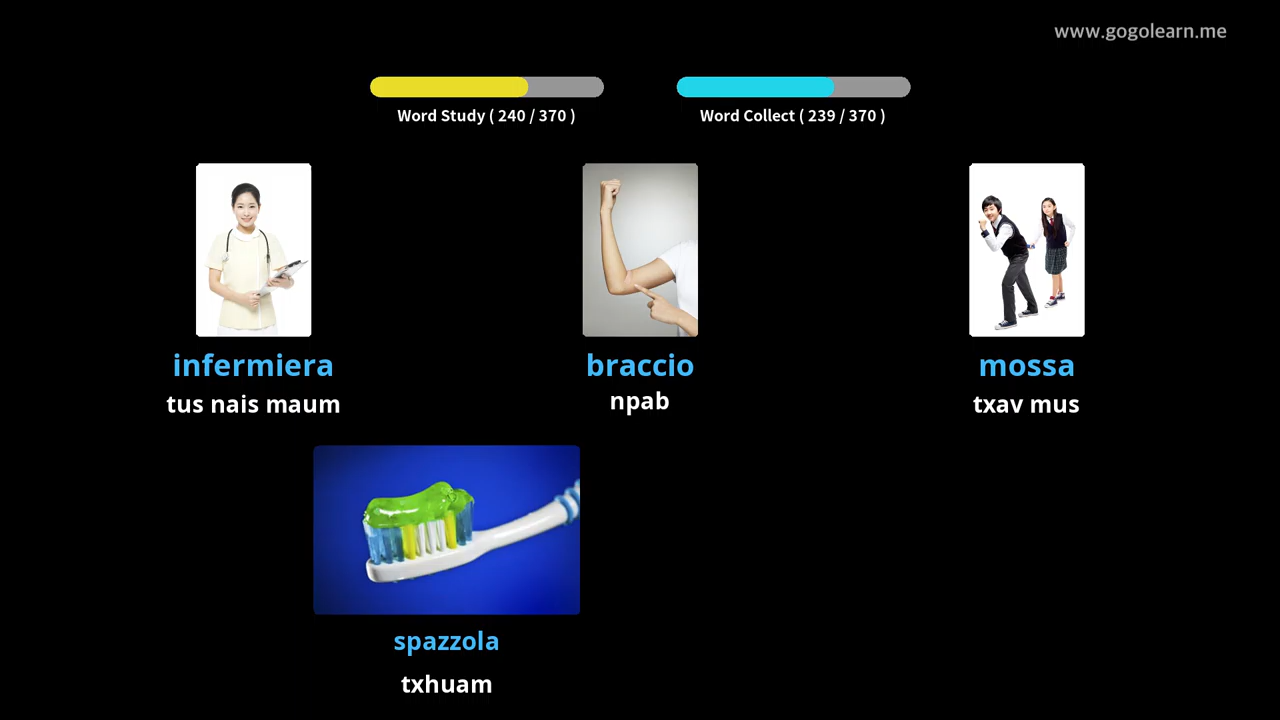 www.gogolearn.me
Word Study ( 240 / 370 )
Word Collect ( 239 / 370 )
infermiera
tus nais maum
braccio
npab
mossa
txav mus
spazzola
txhuam